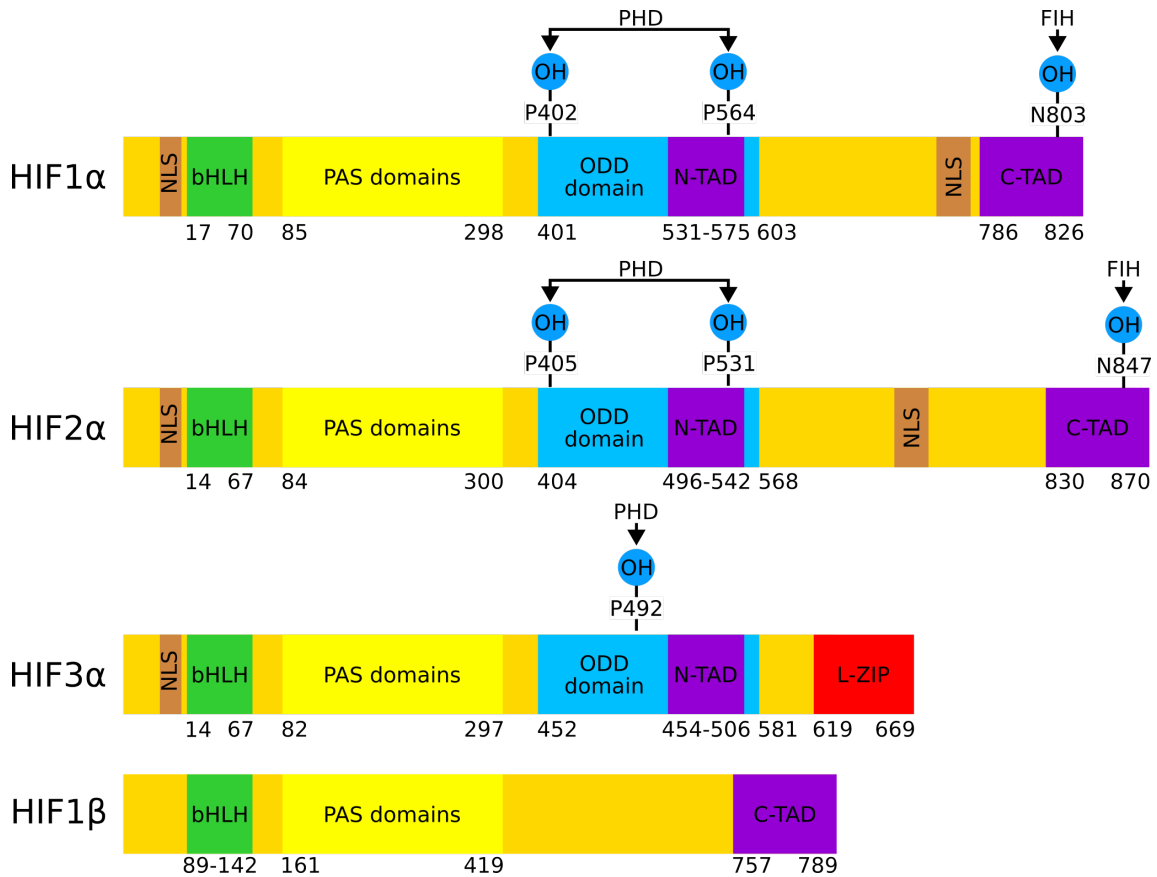 PHD
FIH
OH
OH
OH
P402
P564
N803
HIF1α
NLS
bHLH
PAS domains
ODD
domain
N-TAD
NLS
C-TAD
17 70 85 298 401 531-575 603 786 826
PHD
FIH
OH
OH
OH
P405
P531
N847
HIF2α
NLS
bHLH
PAS domains
ODD
domain
N-TAD
NLS
C-TAD
14 67 84 300 404 496-542 568 830 870
PHD
OH
P492
HIF3α
NLS
bHLH
PAS domains
ODD
domain
N-TAD
L-ZIP
14 67 82 297 452 454-506 581 619 669
HIF1β
bHLH
PAS domains
C-TAD
89-142 161 419 757 789